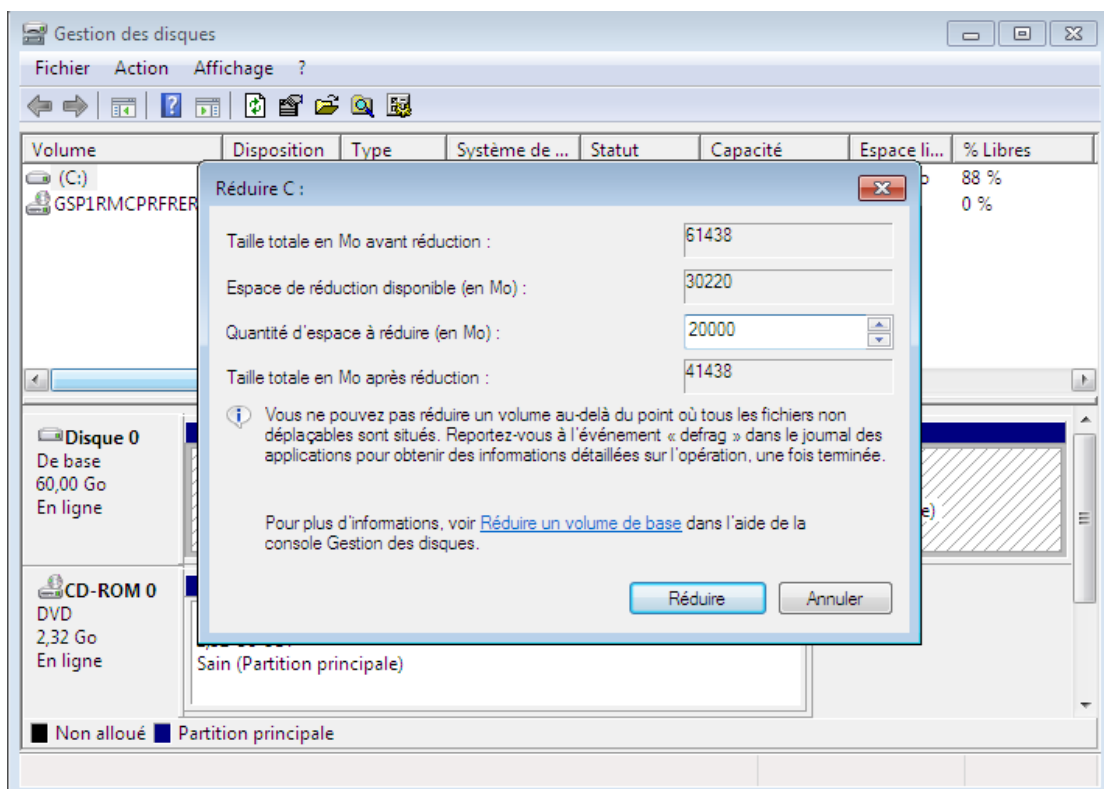 Gestion des disques
Fichier Action Affichage ?
Volume Disposition Type Système de ... Statut Capacité Espace li... % Libres
(C:) 88 %
GSP1RMCPRFRER 0 %
Réduire C :
Taille totale en Mo avant réduction : 61438
Espace de réduction disponible (en Mo) : 30220
Quantité d'espace à réduire (en Mo) : 20000
Taille totale en Mo après réduction : 41438
Vous ne pouvez pas réduire un volume au-delà du point où tous les fichiers non
déplaçables sont situés. Reportez-vous à l'événement « defrag » dans le journal des
applications pour obtenir des informations détaillées sur l'opération, une fois terminée.
Pour plus d'informations, voir Réduire un volume de base dans l'aide de la
console Gestion des disques.
Réduire Annuler
Disque 0
De base
60,00 Go
En ligne
e)
CD-ROM 0
DVD
2,32 Go
En ligne
Sain (Partition principale)
Non alloué Partition principale